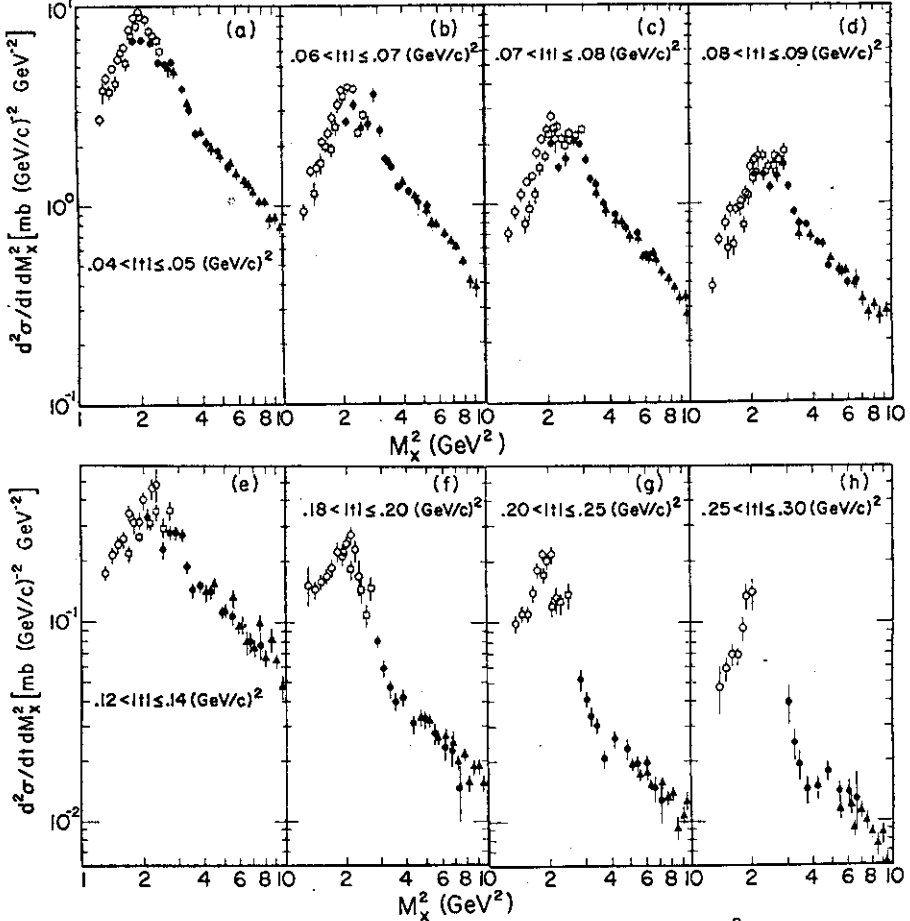 d²σ/dt dMₓ² [mb (GeV/c)⁻² GeV⁻²]
10¹
10⁰
10⁻¹
(a)
.04 < |t| ≤ .05 (GeV/c)²
(b)
.06 < |t| ≤ .07 (GeV/c)²
(c)
.07 < |t| ≤ .08 (GeV/c)²
(d)
.08 < |t| ≤ .09 (GeV/c)²
1 2 4 6 8 10 2 4 6 8 10 2 4 6 8 10 2 4 6 8 10
Mₓ² (GeV²)
d²σ/dt dMₓ² [mb (GeV/c)⁻² GeV⁻²]
10⁻¹
10⁻²
(e)
.12 < |t| ≤ .14 (GeV/c)²
(f)
.18 < |t| ≤ .20 (GeV/c)²
(g)
.20 < |t| ≤ .25 (GeV/c)²
(h)
.25 < |t| ≤ .30 (GeV/c)²
1 2 4 6 8 10 2 4 6 8 10 2 4 6 8 10 2 4 6 8 10
Mₓ² (GeV²)